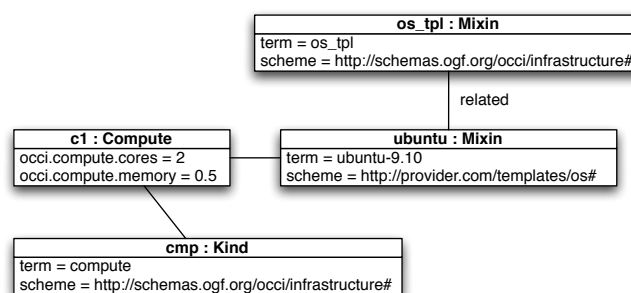 os_tpl : Mixin
term = os_tpl
scheme = http://schemas.ogf.org/occi/infrastructure#
related
c1 : Compute
occi.compute.cores = 2
occi.compute.memory = 0.5
ubuntu : Mixin
term = ubuntu-9.10
scheme = http://provider.com/templates/os#
cmp : Kind
term = compute
scheme = http://schemas.ogf.org/occi/infrastructure#